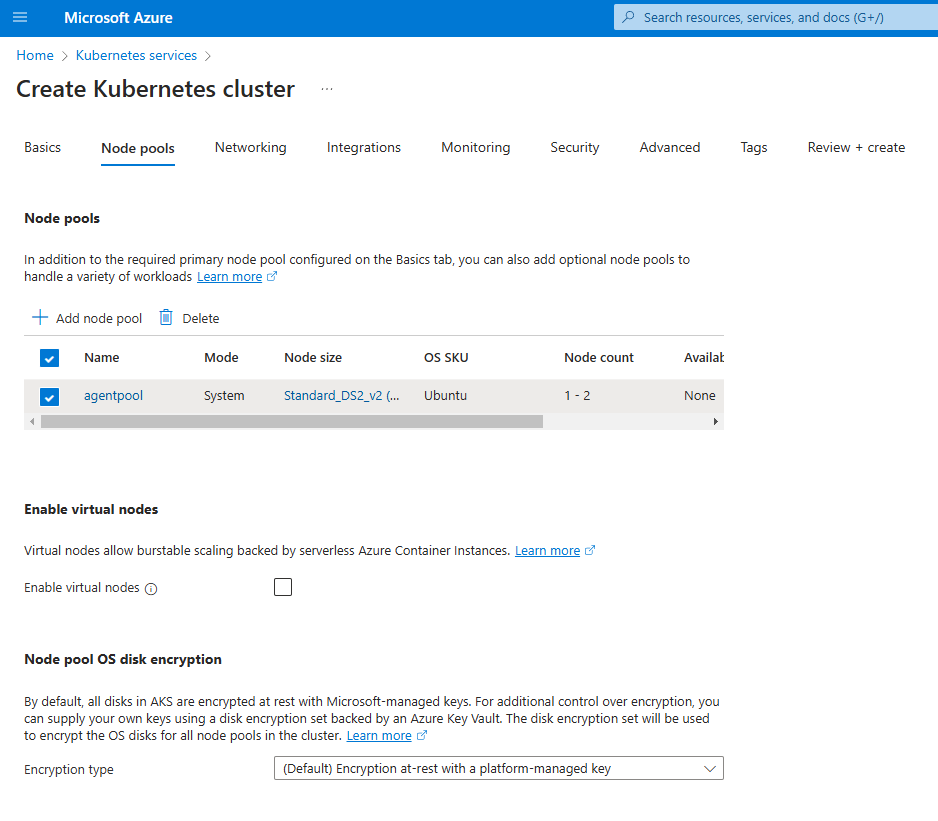 Microsoft Azure
Search resources, services, and docs (G+/)
Home > Kubernetes services >
Create Kubernetes cluster ...
Basics Node pools Networking Integrations Monitoring Security Advanced Tags Review + create
Node pools
In addition to the required primary node pool configured on the Basics tab, you can also add optional node pools to
handle a variety of workloads Learn more
Add node pool Delete
Name Mode Node size OS SKU Node count Availab
agentpool System Standard_DS2_v2 (... Ubuntu 1 - 2 None
Enable virtual nodes
Virtual nodes allow burstable scaling backed by serverless Azure Container Instances. Learn more
Enable virtual nodes
Node pool OS disk encryption
By default, all disks in AKS are encrypted at rest with Microsoft-managed keys. For additional control over encryption, you
can supply your own keys using a disk encryption set backed by an Azure Key Vault. The disk encryption set will be used
to encrypt the OS disks for all node pools in the cluster. Learn more
Encryption type (Default) Encryption at-rest with a platform-managed key